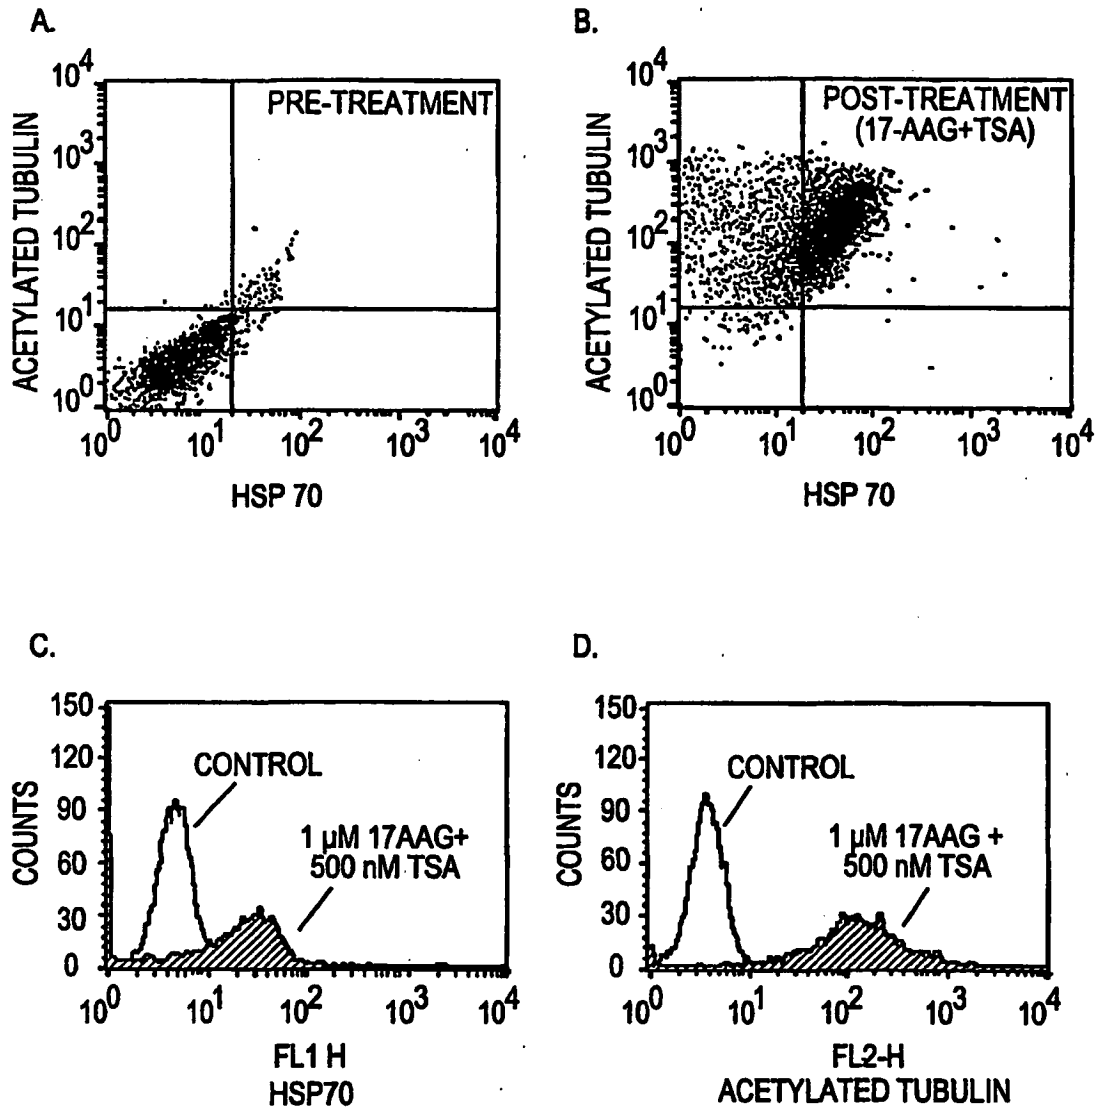 A.
10^4
10^3
10^2
10^1
10^0
ACETYLATED TUBULIN
PRE-TREATMENT
10^0 10^1 10^2 10^3 10^4
HSP 70
B.
10^4
10^3
10^2
10^1
10^0
ACETYLATED TUBULIN
POST-TREATMENT
(17-AAG+TSA)
10^0 10^1 10^2 10^3 10^4
HSP 70
C.
150
120
90
60
30
0
COUNTS
CONTROL
1 µM 17AAG+
500 nM TSA
10^0 10^1 10^2 10^3 10^4
FL1 H
HSP70
D.
150
120
90
60
30
0
COUNTS
CONTROL
1 µM 17AAG +
500 nM TSA
10^0 10^1 10^2 10^3 10^4
FL2-H
ACETYLATED TUBULIN